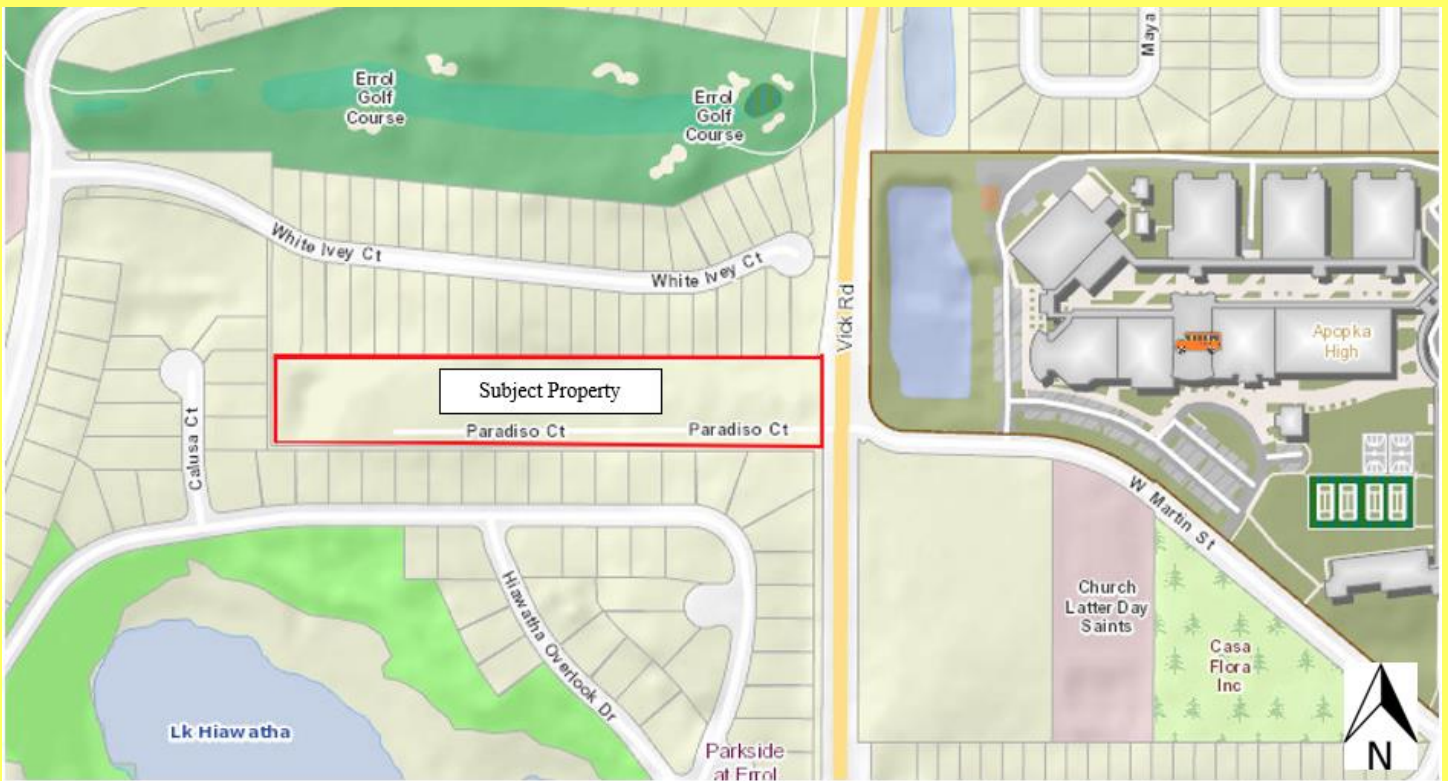 Maya
Errol
Golf
Course
Errol
Golf
Course
White Ivey Ct
White Ivey Ct
Vick Rd
Apopka
High
Subject Property
Paradiso Ct
Paradiso Ct
Calusa Ct
W Martin St
Hiawatha Overlook Dr
Church
Latter Day
Saints
Casa
Flora
Inc
Lk Hiawatha
Parkside
at Errol
N